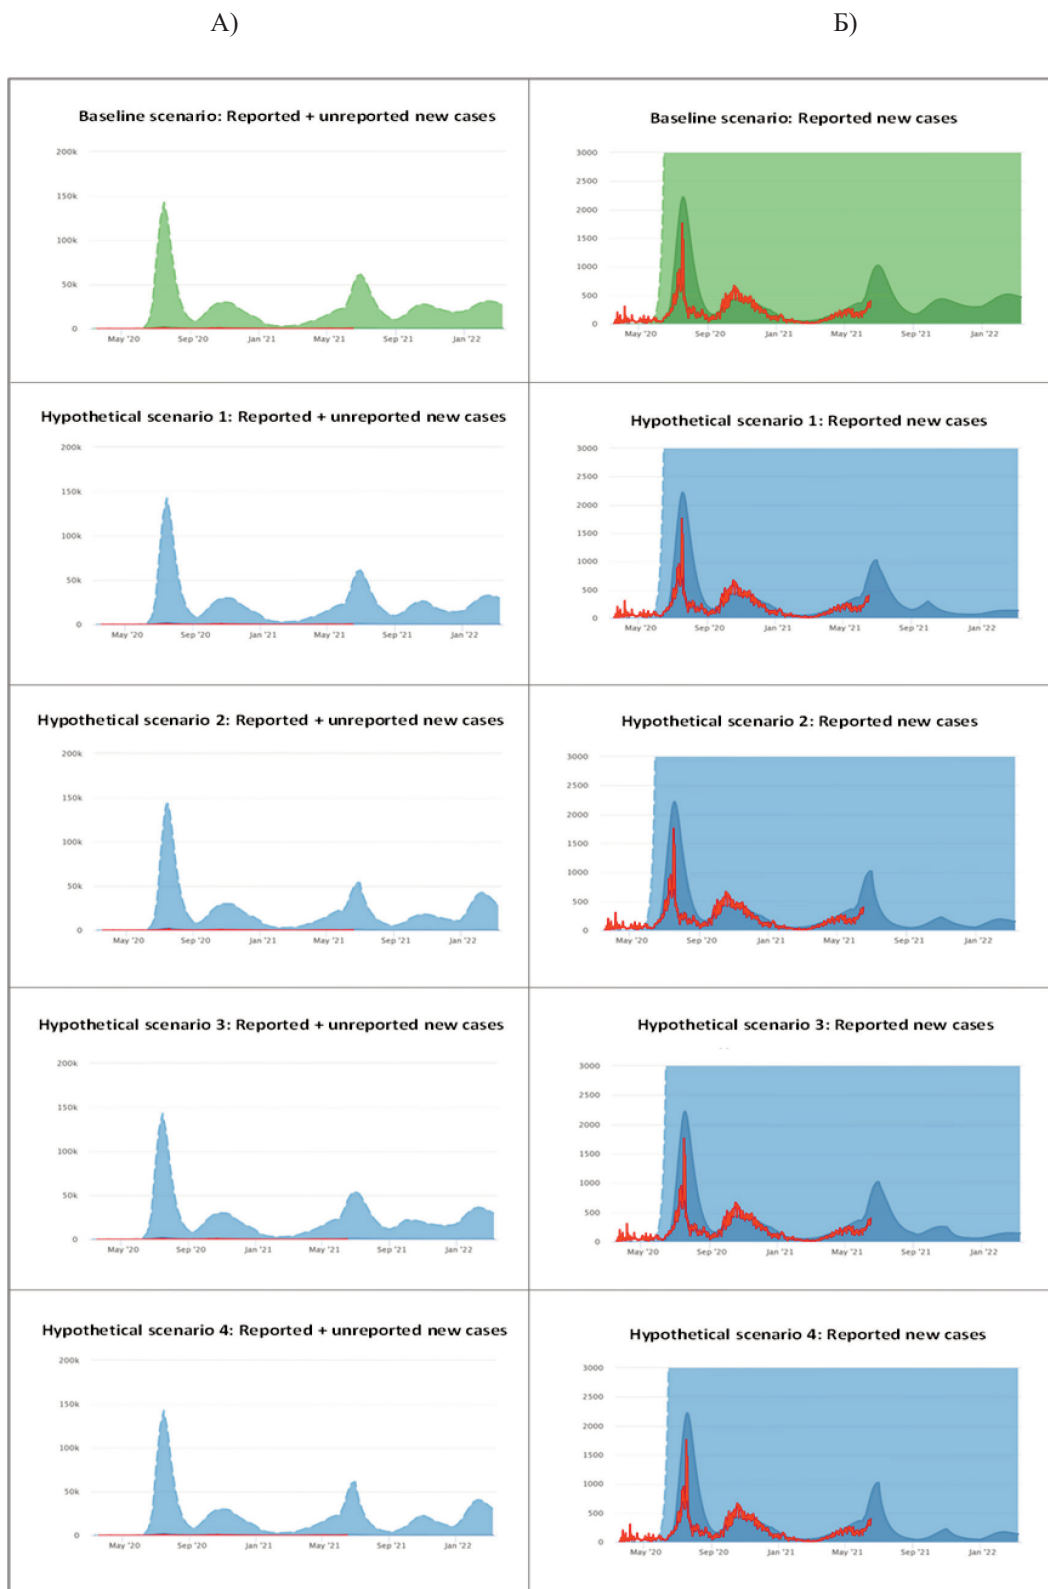 А) Б)
Baseline scenario: Reported + unreported new cases
200k
150k
100k
50k
0
May '20 Sep '20 Jan '21 May '21 Sep '21 Jan '22
Baseline scenario: Reported new cases
3000
2500
2000
1500
1000
500
0
May '20 Sep '20 Jan '21 May '21 Sep '21 Jan '22
Hypothetical scenario 1: Reported + unreported new cases
200k
150k
100k
50k
0
May '20 Sep '20 Jan '21 May '21 Sep '21 Jan '22
Hypothetical scenario 1: Reported new cases
3000
2500
2000
1500
1000
500
0
May '20 Sep '20 Jan '21 May '21 Sep '21 Jan '22
Hypothetical scenario 2: Reported + unreported new cases
200k
150k
100k
50k
0
May '20 Sep '20 Jan '21 May '21 Sep '21 Jan '22
Hypothetical scenario 2: Reported new cases
3000
2500
2000
1500
1000
500
0
May '20 Sep '20 Jan '21 May '21 Sep '21 Jan '22
Hypothetical scenario 3: Reported + unreported new cases
200k
150k
100k
50k
0
May '20 Sep '20 Jan '21 May '21 Sep '21 Jan '22
Hypothetical scenario 3: Reported new cases
3000
2500
2000
1500
1000
500
0
May '20 Sep '20 Jan '21 May '21 Sep '21 Jan '22
Hypothetical scenario 4: Reported + unreported new cases
200k
150k
100k
50k
0
May '20 Sep '20 Jan '21 May '21 Sep '21 Jan '22
Hypothetical scenario 4: Reported new cases
3000
2500
2000
1500
1000
500
0
May '20 Sep '20 Jan '21 May '21 Sep '21 Jan '22